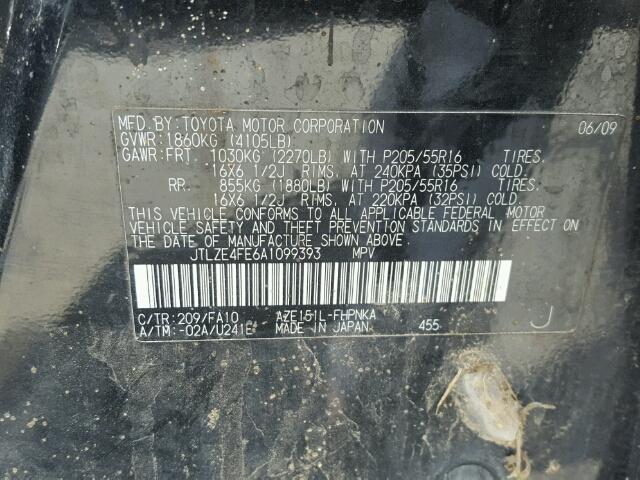 MFD. BY: TOYOTA MOTOR CORPORATION 06/09
GVWR: 1860KG (4105LB)
GAWR: FRT. 1030KG (2270LB) WITH P205/55R16 TIRES.
16X6 1/2J RIMS. AT 240KPA (35PSI) COLD.
RR. 855KG (1880LB) WITH P205/55R16 TIRES.
16X6 1/2J RIMS. AT 220KPA (32PSI) COLD.
THIS VEHICLE CONFORMS TO ALL APPLICABLE FEDERAL MOTOR
VEHICLE SAFETY AND THEFT PREVENTION STANDARDS IN EFFECT ON
THE DATE OF MANUFACTURE SHOWN ABOVE.
JTLZE4FE6A1099393 MPV
C/TR: 209/FA10 AZE151L-FHPNKA
A/TM: -02A/U241E MADE IN JAPAN 455 J